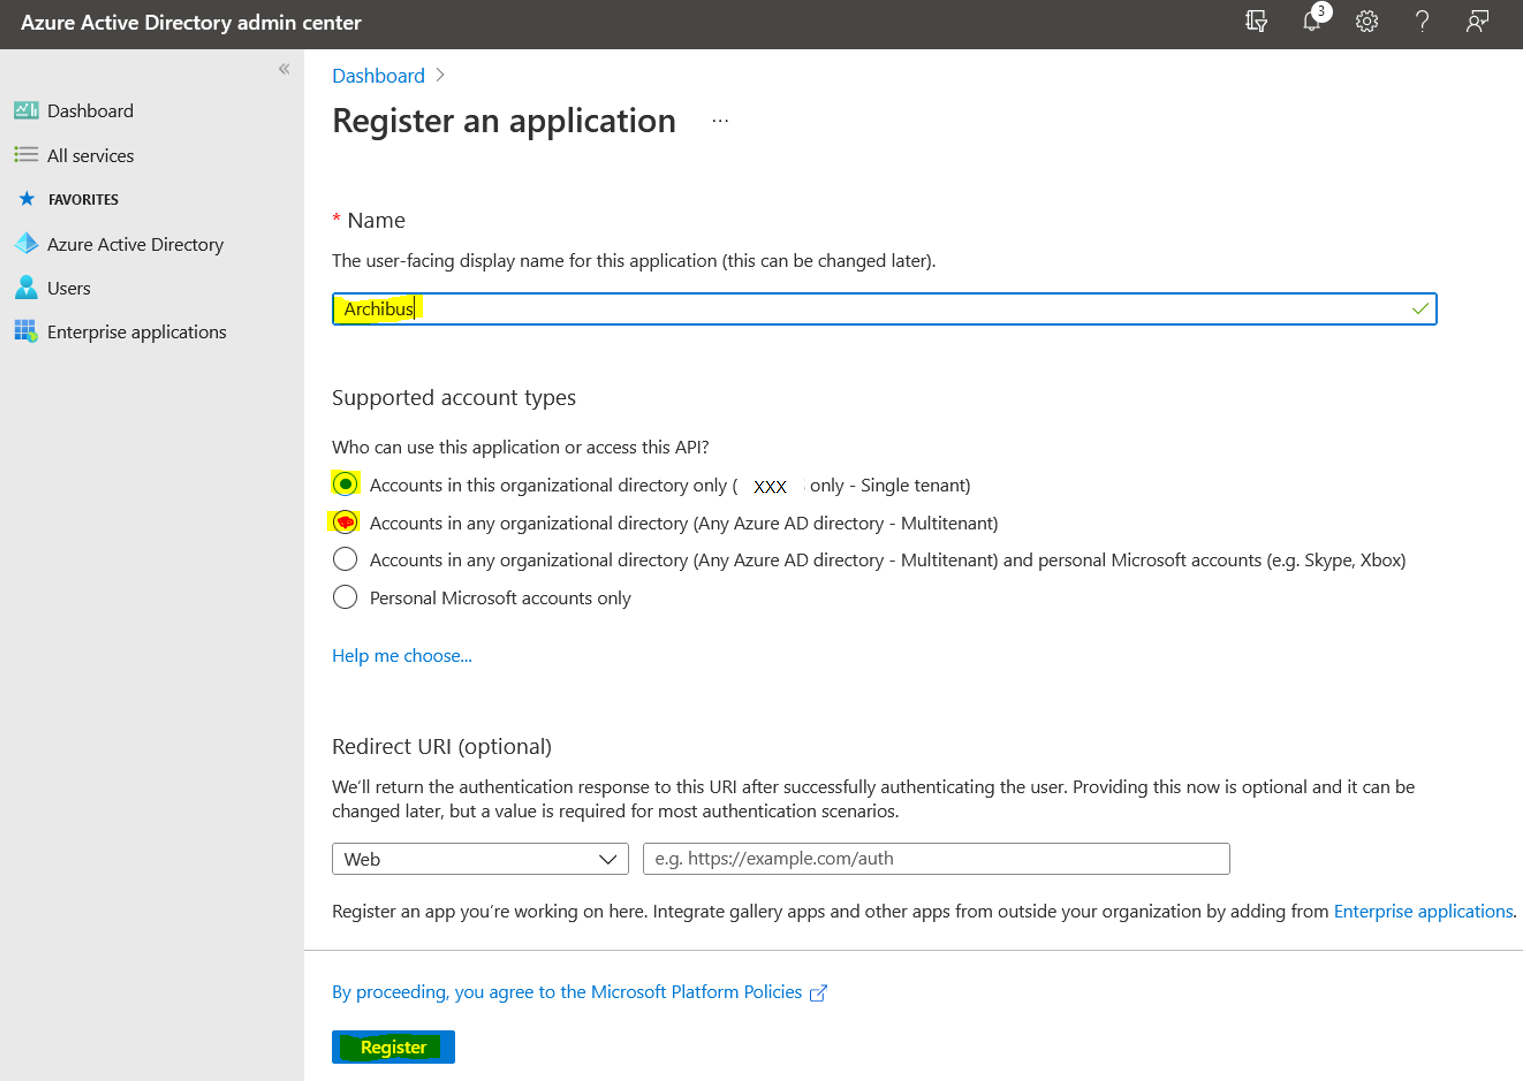 Azure Active Directory admin center
3
Dashboard
All services
FAVORITES
Azure Active Directory
Users
Enterprise applications
Dashboard
Register an application
* Name
The user-facing display name for this application (this can be changed later).
Archibus
Supported account types
Who can use this application or access this API?
Accounts in this organizational directory only ( XXX only - Single tenant)
Accounts in any organizational directory (Any Azure AD directory - Multitenant)
Accounts in any organizational directory (Any Azure AD directory - Multitenant) and personal Microsoft accounts (e.g. Skype, Xbox)
Personal Microsoft accounts only
Help me choose...
Redirect URI (optional)
We’ll return the authentication response to this URI after successfully authenticating the user. Providing this now is optional and it can be
changed later, but a value is required for most authentication scenarios.
Web
e.g. https://example.com/auth
Register an app you’re working on here. Integrate gallery apps and other apps from outside your organization by adding from Enterprise applications.
By proceeding, you agree to the Microsoft Platform Policies
Register